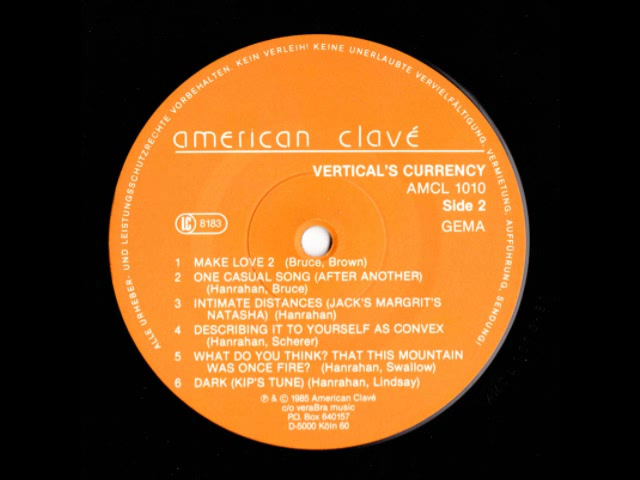 ALLE URHEBER- UND LEISTUNGSSCHUTZRECHTE VORBEHALTEN. KEIN VERLEIH! KEINE UNERLAUBTE VERVIELFÄLTIGUNG, VERMIETUNG, AUFFÜHRUNG, SENDUNG!
american clavé
VERTICAL'S CURRENCY
AMCL 1010
Side 2
LC 8183
GEMA
1 MAKE LOVE 2 (Bruce, Brown)
2 ONE CASUAL SONG (AFTER ANOTHER)
(Hanrahan, Bruce)
3 INTIMATE DISTANCES (JACK'S MARGRIT'S
NATASHA) (Hanrahan)
4 DESCRIBING IT TO YOURSELF AS CONVEX
(Hanrahan, Scherer)
5 WHAT DO YOU THINK? THAT THIS MOUNTAIN
WAS ONCE FIRE? (Hanrahan, Swallow)
6 DARK (KIP'S TUNE) (Hanrahan, Lindsay)
℗ & © 1985 American Clavé
c/o veraBra music
P.O. Box 640157
D-5000 Köln 60